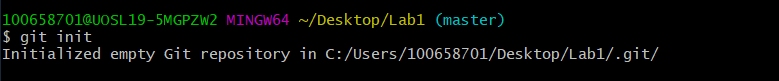 100658701@UOSL19-5MGPZW2 MINGW64 ~/Desktop/Lab1 (master)
$ git init
Initialized empty Git repository in C:/Users/100658701/Desktop/Lab1/.git/